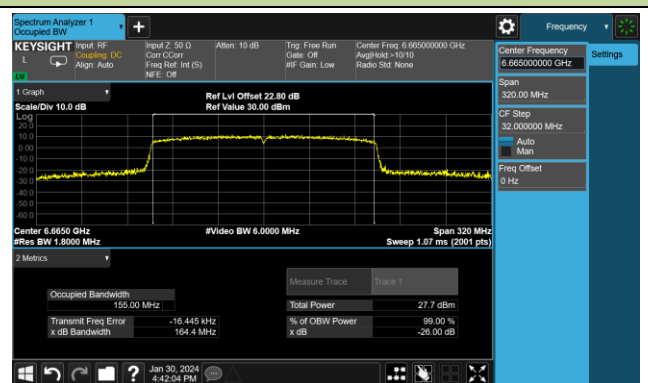 Spectrum Analyzer 1
Occupied BW
Frequency
KEYSIGHT
L
LV
Input: RF
Coupling: DC
Align: Auto
Input Z: 50 Ω
Corr CCorr
Freq Ref: Int (S)
NFE: Off
Atten: 10 dB
Trig: Free Run
Gate: Off
#IF Gain: Low
Center Freq: 6.665000000 GHz
Avg|Hold:>10/10
Radio Std: None
Center Frequency
6.665000000 GHz
Settings
Span
320.00 MHz
CF Step
32.000000 MHz
Auto
Man
Freq Offset
0 Hz
1 Graph
Ref Lvl Offset 22.80 dB
Scale/Div 10.0 dB
Ref Value 30.00 dBm
Log
20.0
10.0
0.00
-10.0
-20.0
-30.0
-40.0
-50.0
-60.0
Center 6.6650 GHz
#Video BW 6.0000 MHz
Span 320 MHz
#Res BW 1.8000 MHz
Sweep 1.07 ms (2001 pts)
2 Metrics
Measure Trace
Trace 1
Occupied Bandwidth
155.00 MHz
Total Power
27.7 dBm
Transmit Freq Error
-16.445 kHz
% of OBW Power
99.00 %
x dB Bandwidth
164.4 MHz
x dB
-26.00 dB
?
Jan 30, 2024
4:42:04 PM